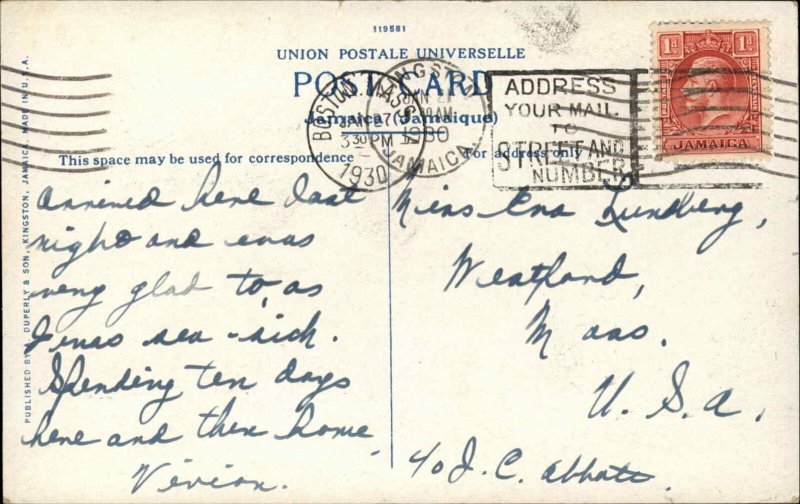 119581
UNION POSTALE UNIVERSELLE
POST CARD
Jamaica (Jamaique)
This space may be used for correspondence
For address only
BOSTON MASS.
JAN 27
3 30 PM
1930
KINGSTON
1930
JAMAICA
ADDRESS
YOUR MAIL
TO
STREET AND
NUMBER
1d 1d
JAMAICA
PUBLISHED BY A. DUPERLY & SON, KINGSTON, JAMAICA. MADE IN U.S.A.
arrived here last
night and was
very glad to, as
I was sea-sick.
Spending ten days
here and then home
Vivian.
Miss Eva Lundberg,
Westford,
Mass.
U.S.A.
c/o J. C. Abbott.